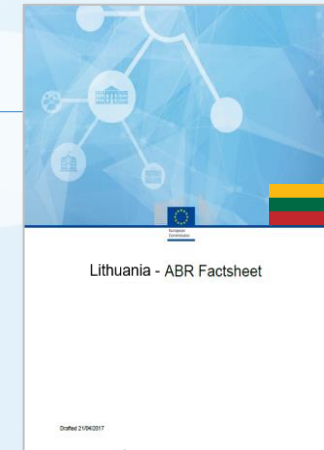 European
Commission
Lithuania - ABR Factsheet
Drafted 21/04/2017